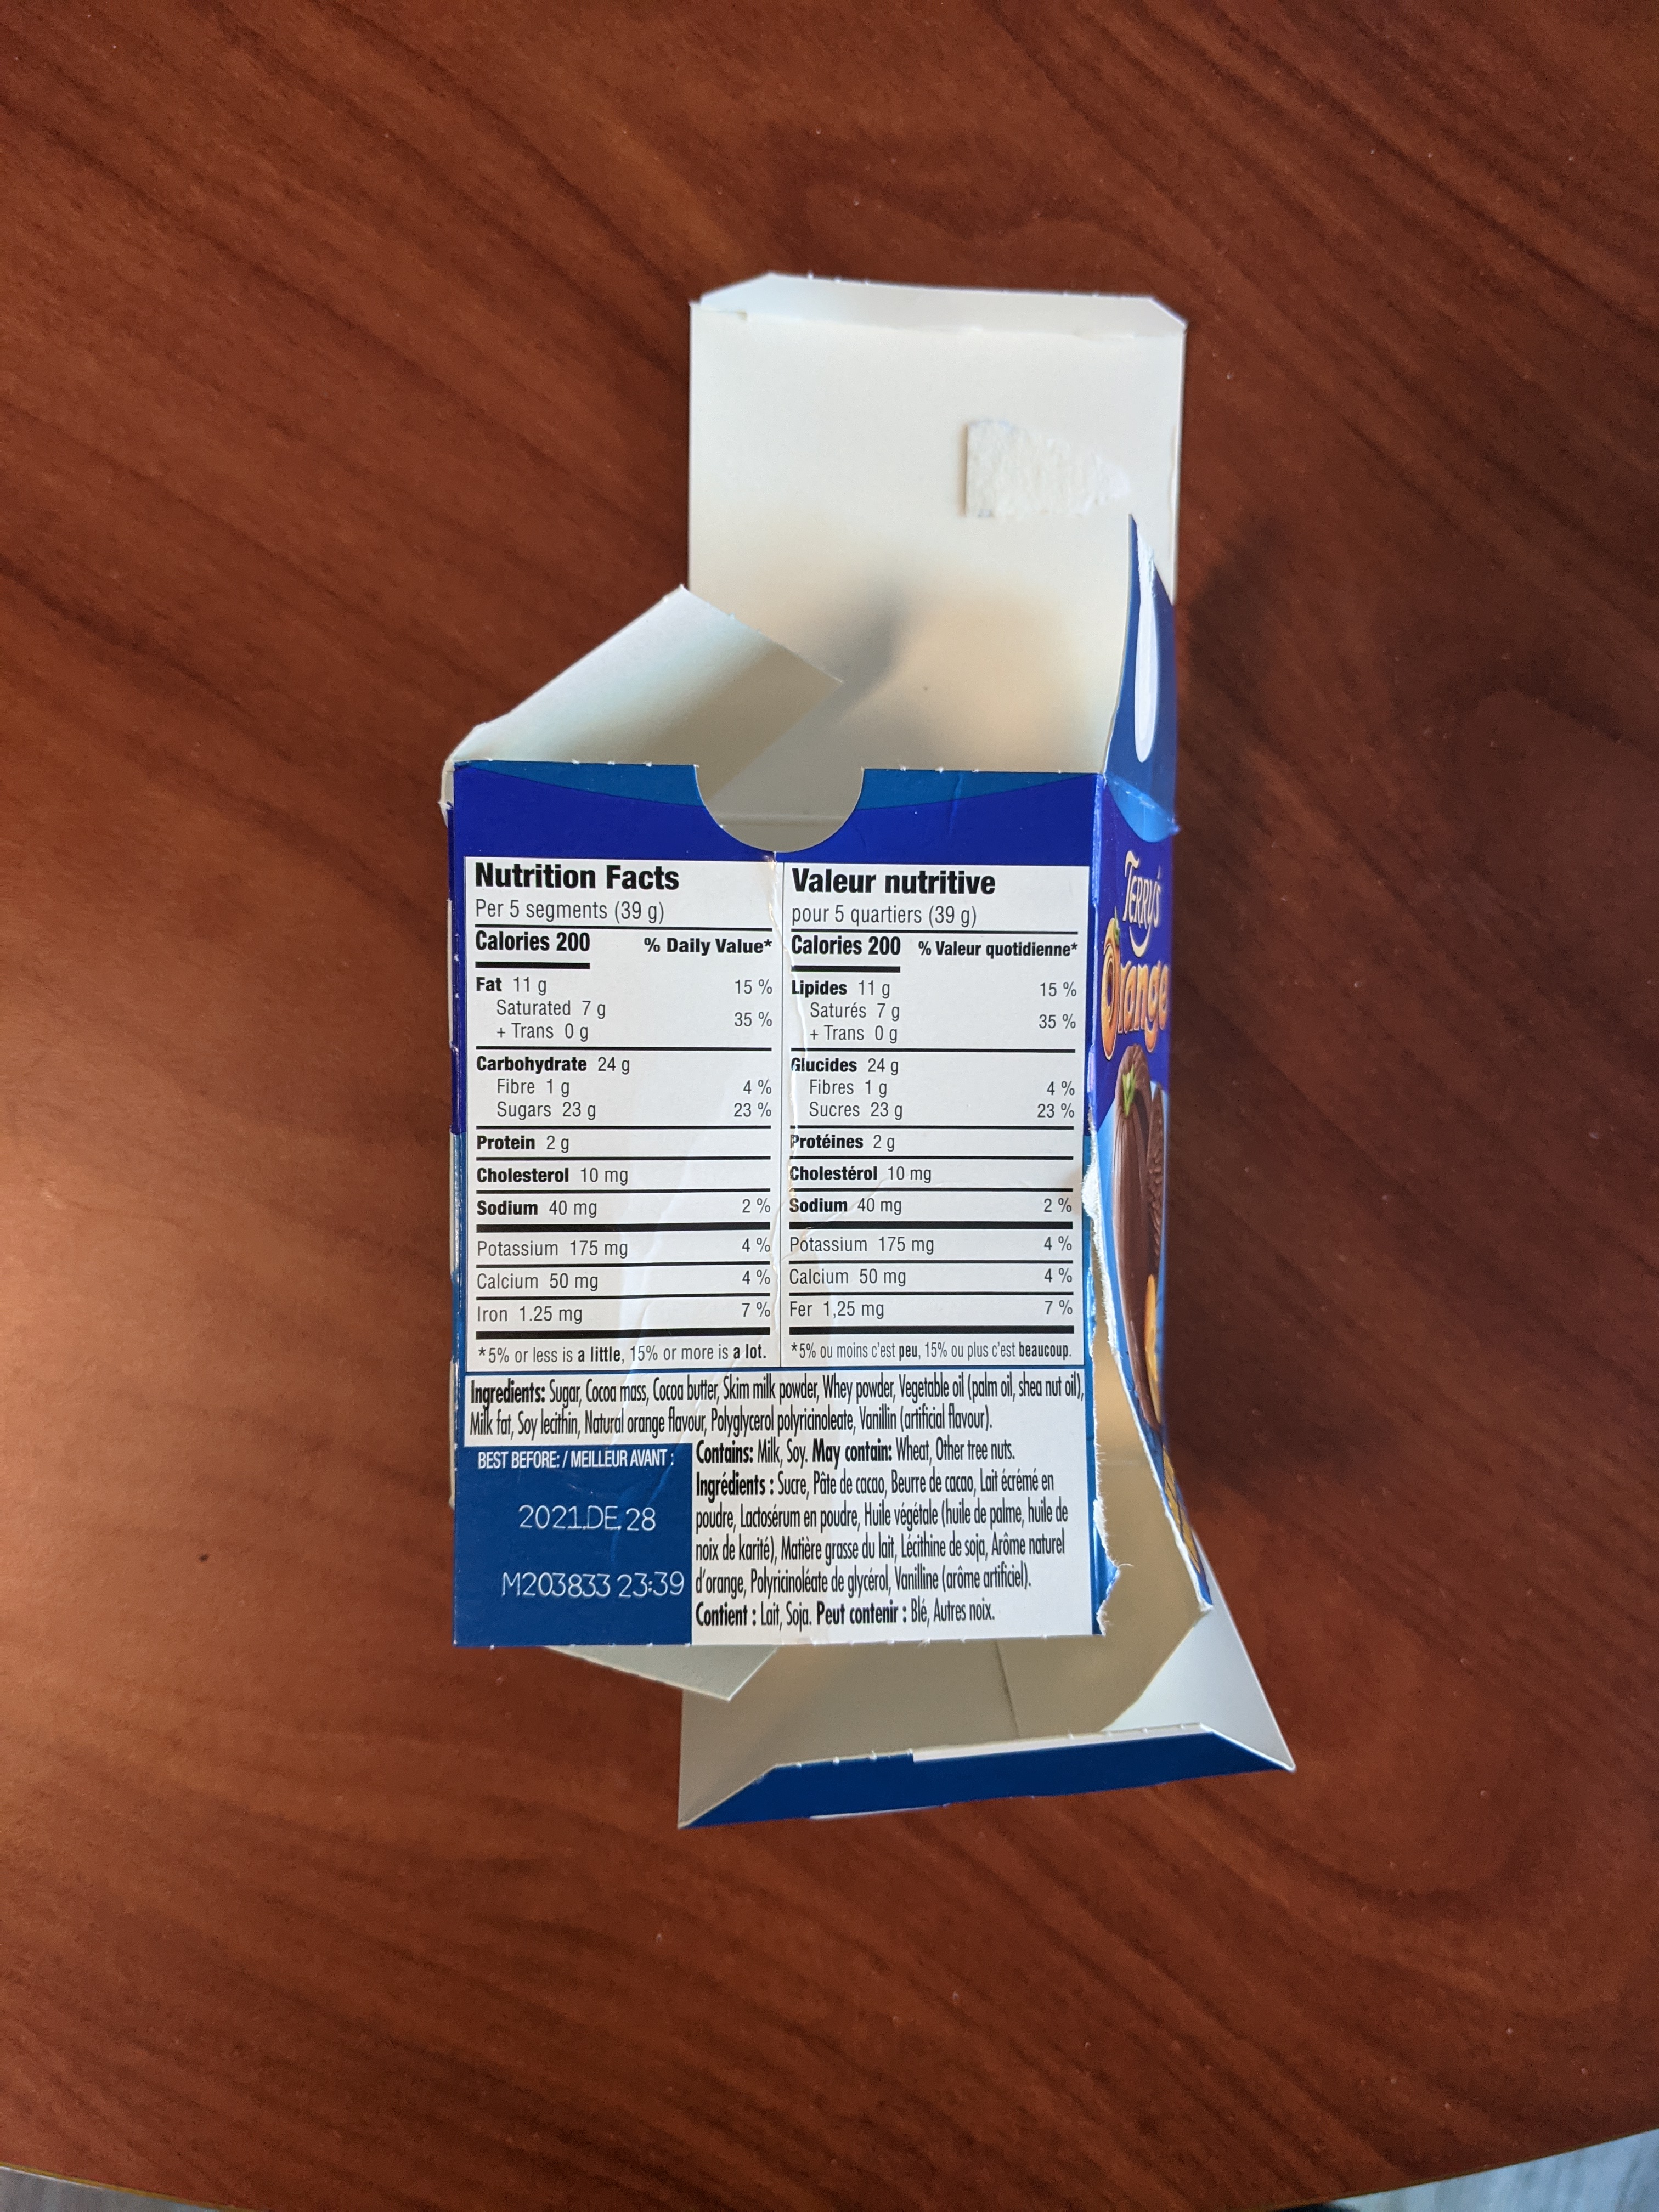 Nutrition Facts
Per 5 segments (39 g)
Calories 200 % Daily Value*
Fat 11 g 15 %
Saturated 7 g
+ Trans 0 g 35 %
Carbohydrate 24 g
Fibre 1 g 4 %
Sugars 23 g 23 %
Protein 2 g
Cholesterol 10 mg
Sodium 40 mg 2 %
Potassium 175 mg 4 %
Calcium 50 mg 4 %
Iron 1.25 mg 7 %
*5% or less is a little, 15% or more is a lot.
Valeur nutritive
pour 5 quartiers (39 g)
Calories 200 % Valeur quotidienne*
Lipides 11 g 15 %
Saturés 7 g
+ Trans 0 g 35 %
Glucides 24 g
Fibres 1 g 4 %
Sucres 23 g 23 %
Protéines 2 g
Cholestérol 10 mg
Sodium 40 mg 2 %
Potassium 175 mg 4 %
Calcium 50 mg 4 %
Fer 1,25 mg 7 %
*5% ou moins c'est peu, 15% ou plus c'est beaucoup.
Ingredients: Sugar, Cocoa mass, Cocoa butter, Skim milk powder, Whey powder, Vegetable oil (palm oil, shea nut oil),
Milk fat, Soy lecithin, Natural orange flavour, Polyglycerol polyricinoleate, Vanillin (artificial flavour).
Contains: Milk, Soy. May contain: Wheat, Other tree nuts.
Ingrédients : Sucre, Pâte de cacao, Beurre de cacao, Lait écrémé en
poudre, Lactosérum en poudre, Huile végétale (huile de palme, huile de
noix de karité), Matière grasse du lait, Lécithine de soja, Arôme naturel
d'orange, Polyricinoléate de glycérol, Vanilline (arôme artificiel).
Contient : Lait, Soja. Peut contenir : Blé, Autres noix.
BEST BEFORE: / MEILLEUR AVANT :
2021.DE.28
M203833 23:39
TERRY'S
Orange